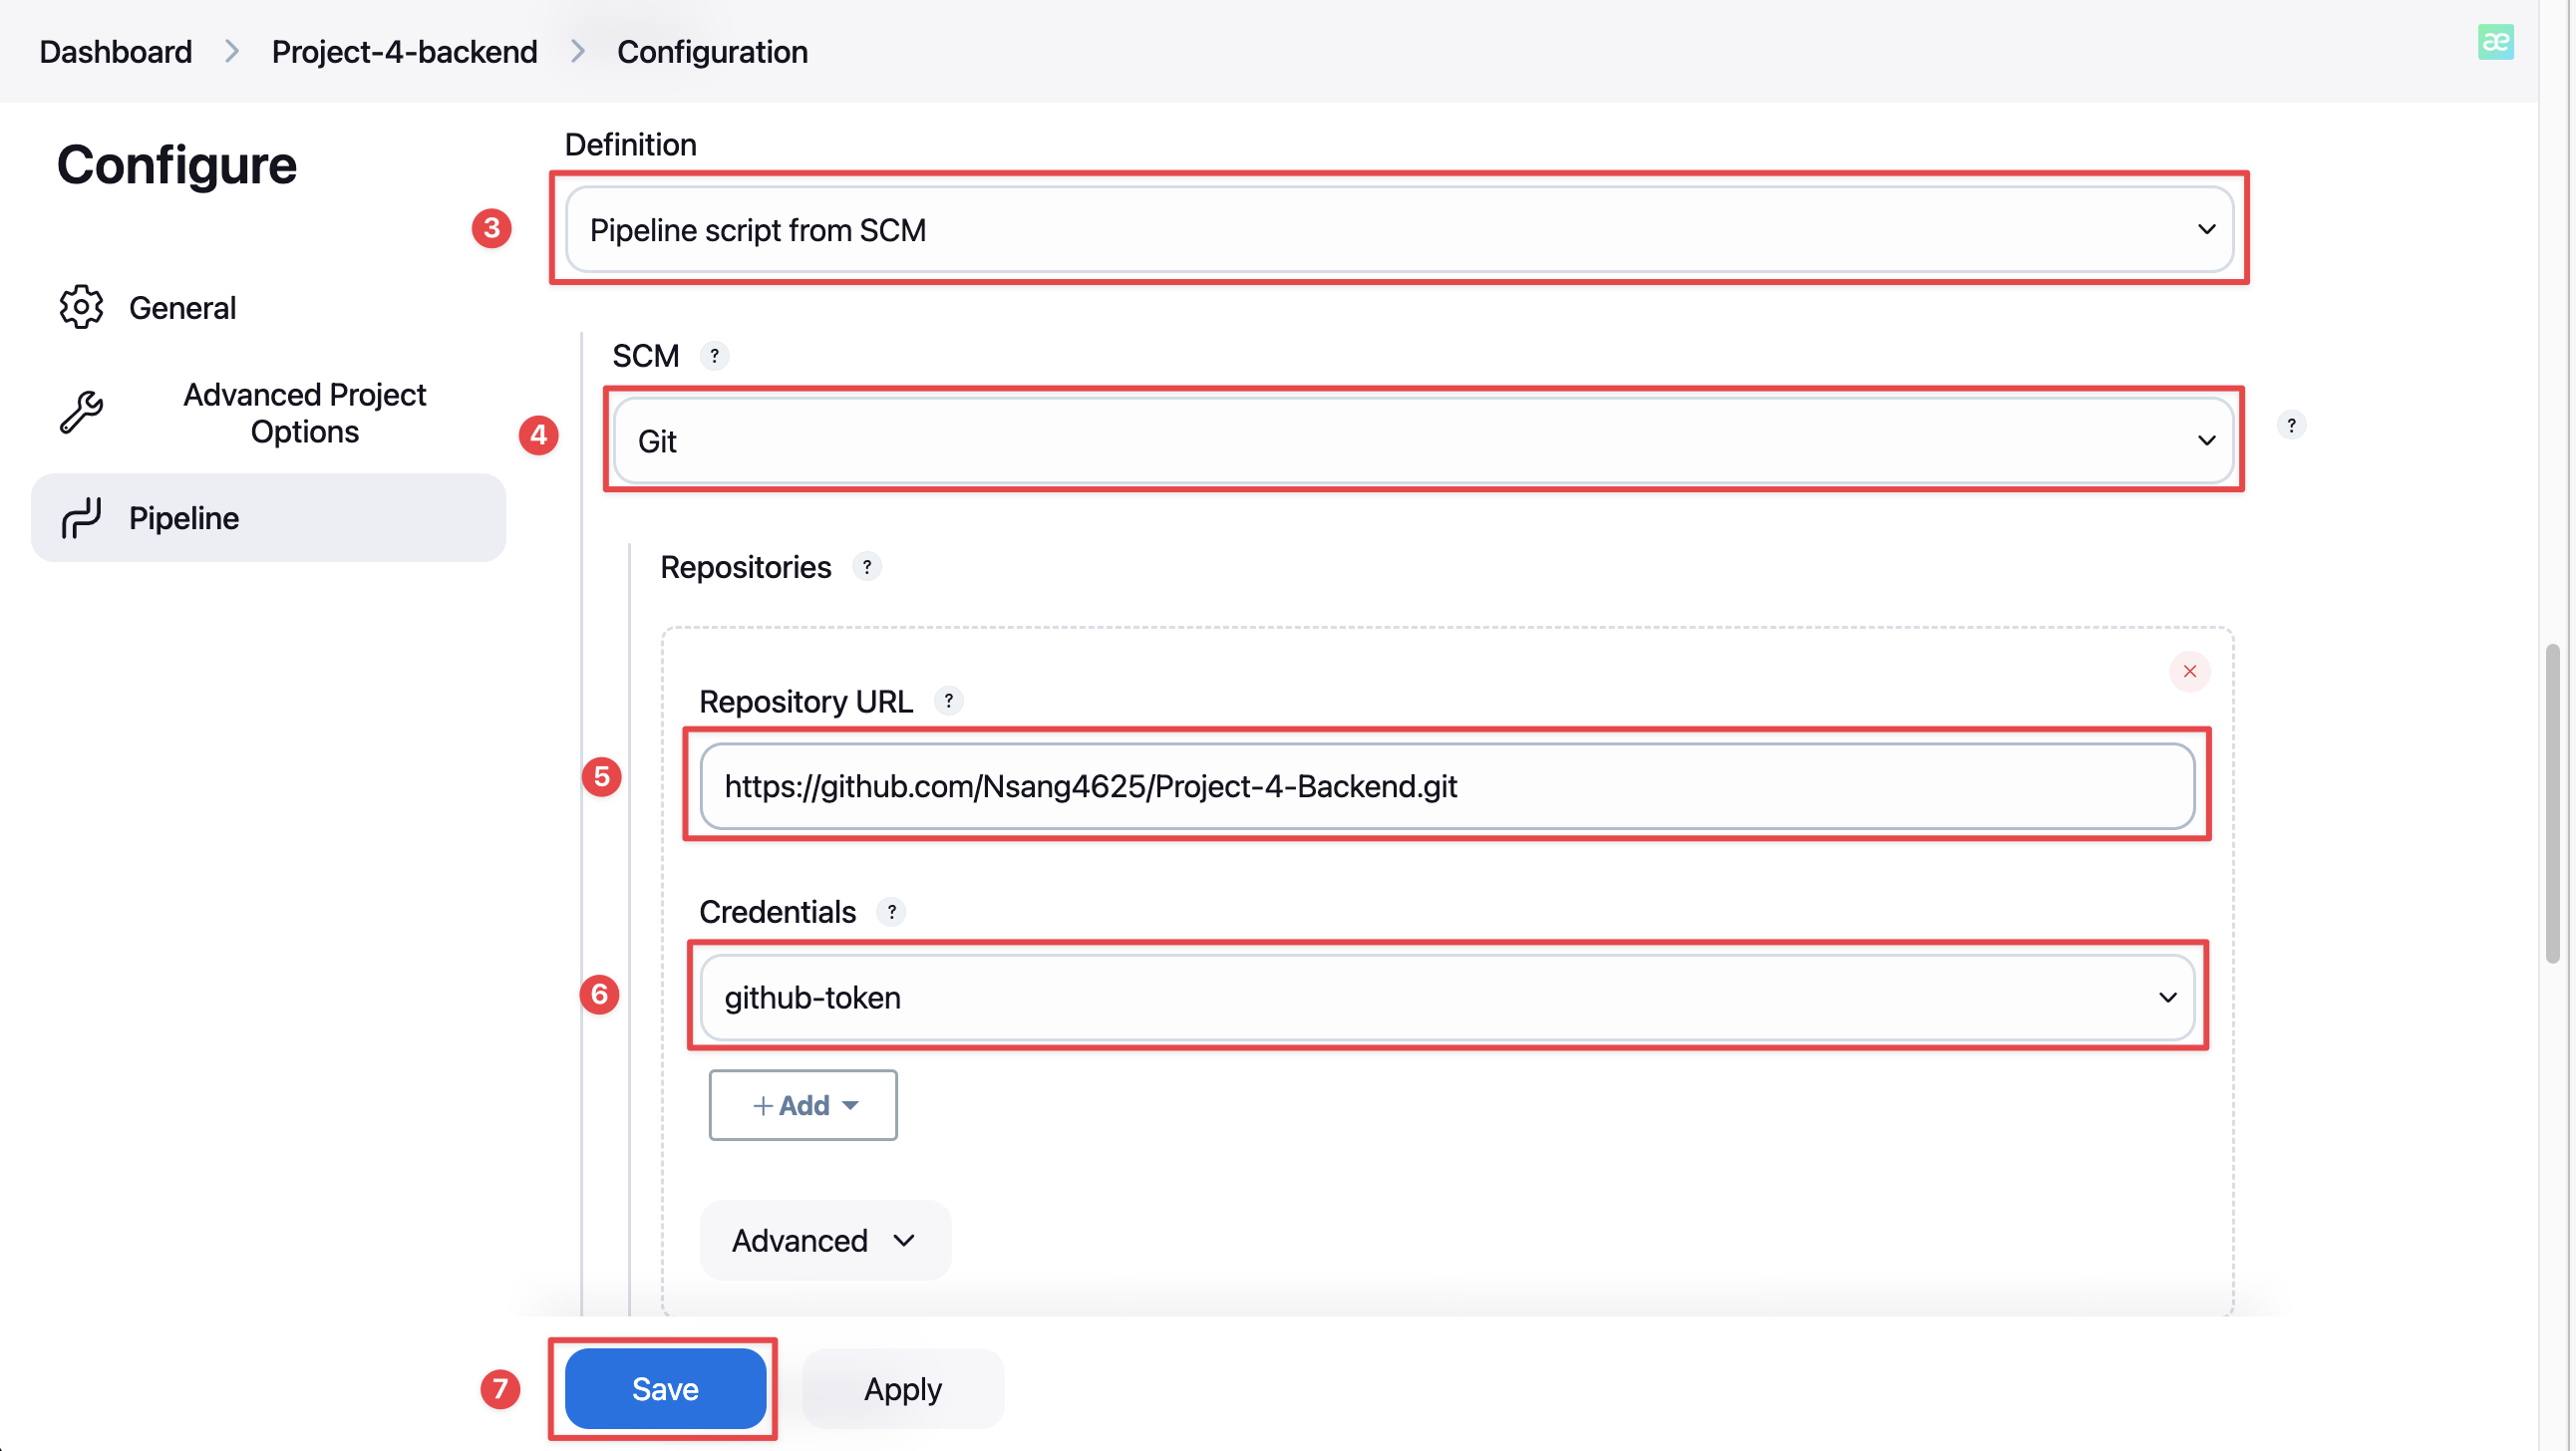 Dashboard > Project-4-backend > Configuration
æ
Configure
General
Advanced Project
Options
Pipeline
Definition
3
Pipeline script from SCM
SCM ?
4
Git
?
Repositories ?
Repository URL ?
5
https://github.com/Nsang4625/Project-4-Backend.git
Credentials ?
6
github-token
+ Add
Advanced
7
Save
Apply